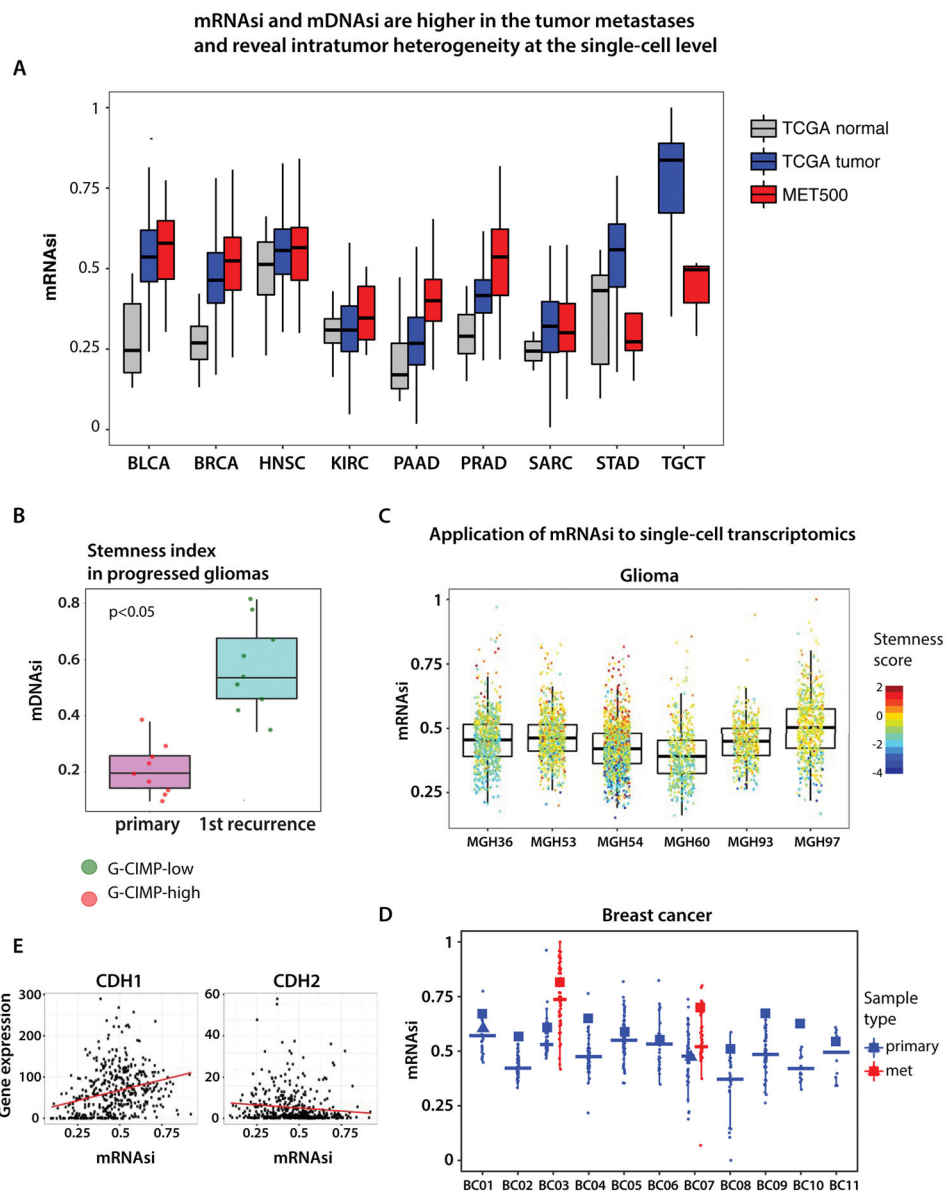 mRNAsi and mDNAsi are higher in the tumor metastases
and reveal intratumor heterogeneity at the single-cell level
A
1
0.75
0.5
0.25
0
mRNAsi
BLCA BRCA HNSC KIRC PAAD PRAD SARC STAD TGCT
TCGA normal
TCGA tumor
MET500
B
Stemness index
in progressed gliomas
p<0.05
0.8
0.6
0.4
0.2
mDNAsi
primary 1st recurrence
G-CIMP-low
G-CIMP-high
C
Application of mRNAsi to single-cell transcriptomics
Glioma
1
0.75
0.5
0.25
mRNAsi
MGH36 MGH53 MGH54 MGH60 MGH93 MGH97
Stemness
score
2
0
-2
-4
D
Breast cancer
1
0.75
0.5
0.25
0
mRNAsi
BC01 BC02 BC03 BC04 BC05 BC06 BC07 BC08 BC09 BC10 BC11
Sample
type
primary
met
E
CDH1
300
200
100
0
Gene expression
0.25 0.5 0.75
mRNAsi
CDH2
60
40
20
0
0.25 0.5 0.75
mRNAsi